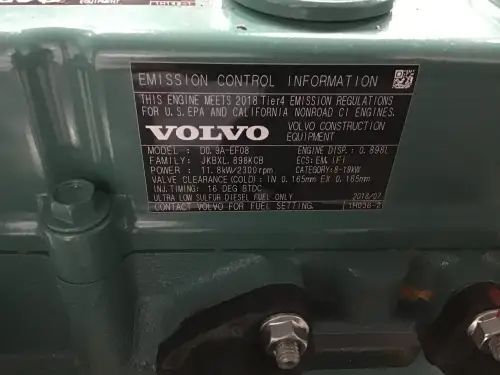 EMISSION CONTROL INFORMATION
THIS ENGINE MEETS 2018 Tier4 EMISSION REGULATIONS
FOR U.S EPA AND CALIFORNIA NONROAD CI ENGINES.
VOLVO VOLVO CONSTRUCTION EQUIPMENT
MODEL : D0.9A-EF08 ENGINE DISP.: 0.898L
FAMILY: JKBXL.898KCB ECS:EM,IFI
POWER : 11.8kW/2300rpm CATEGORY:8-19kW
VALVE CLEARANCE(COLD): IN 0.165mm EX 0.165mm
INJ.TIMING: 16 DEG BTDC
ULTRA LOW SULFUR DIESEL FUEL ONLY 2018/07
CONTACT VOLVO FOR FUEL SETTING. 1H036-2